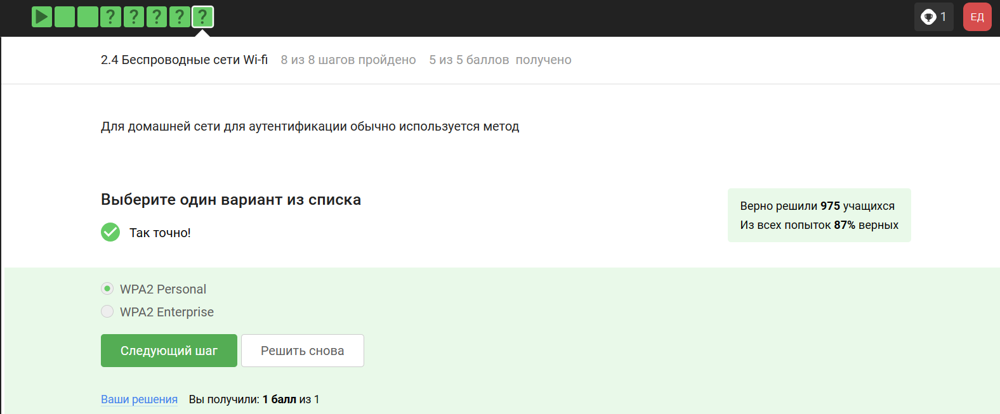 ? ? ? ? ?
1
ЕД
2.4 Беспроводные сети Wi-fi 8 из 8 шагов пройдено 5 из 5 баллов получено
Для домашней сети для аутентификации обычно используется метод
Выберите один вариант из списка
Так точно!
Верно решили 975 учащихся
Из всех попыток 87% верных
WPA2 Personal
WPA2 Enterprise
Следующий шаг
Решить снова
Ваши решения Вы получили: 1 балл из 1